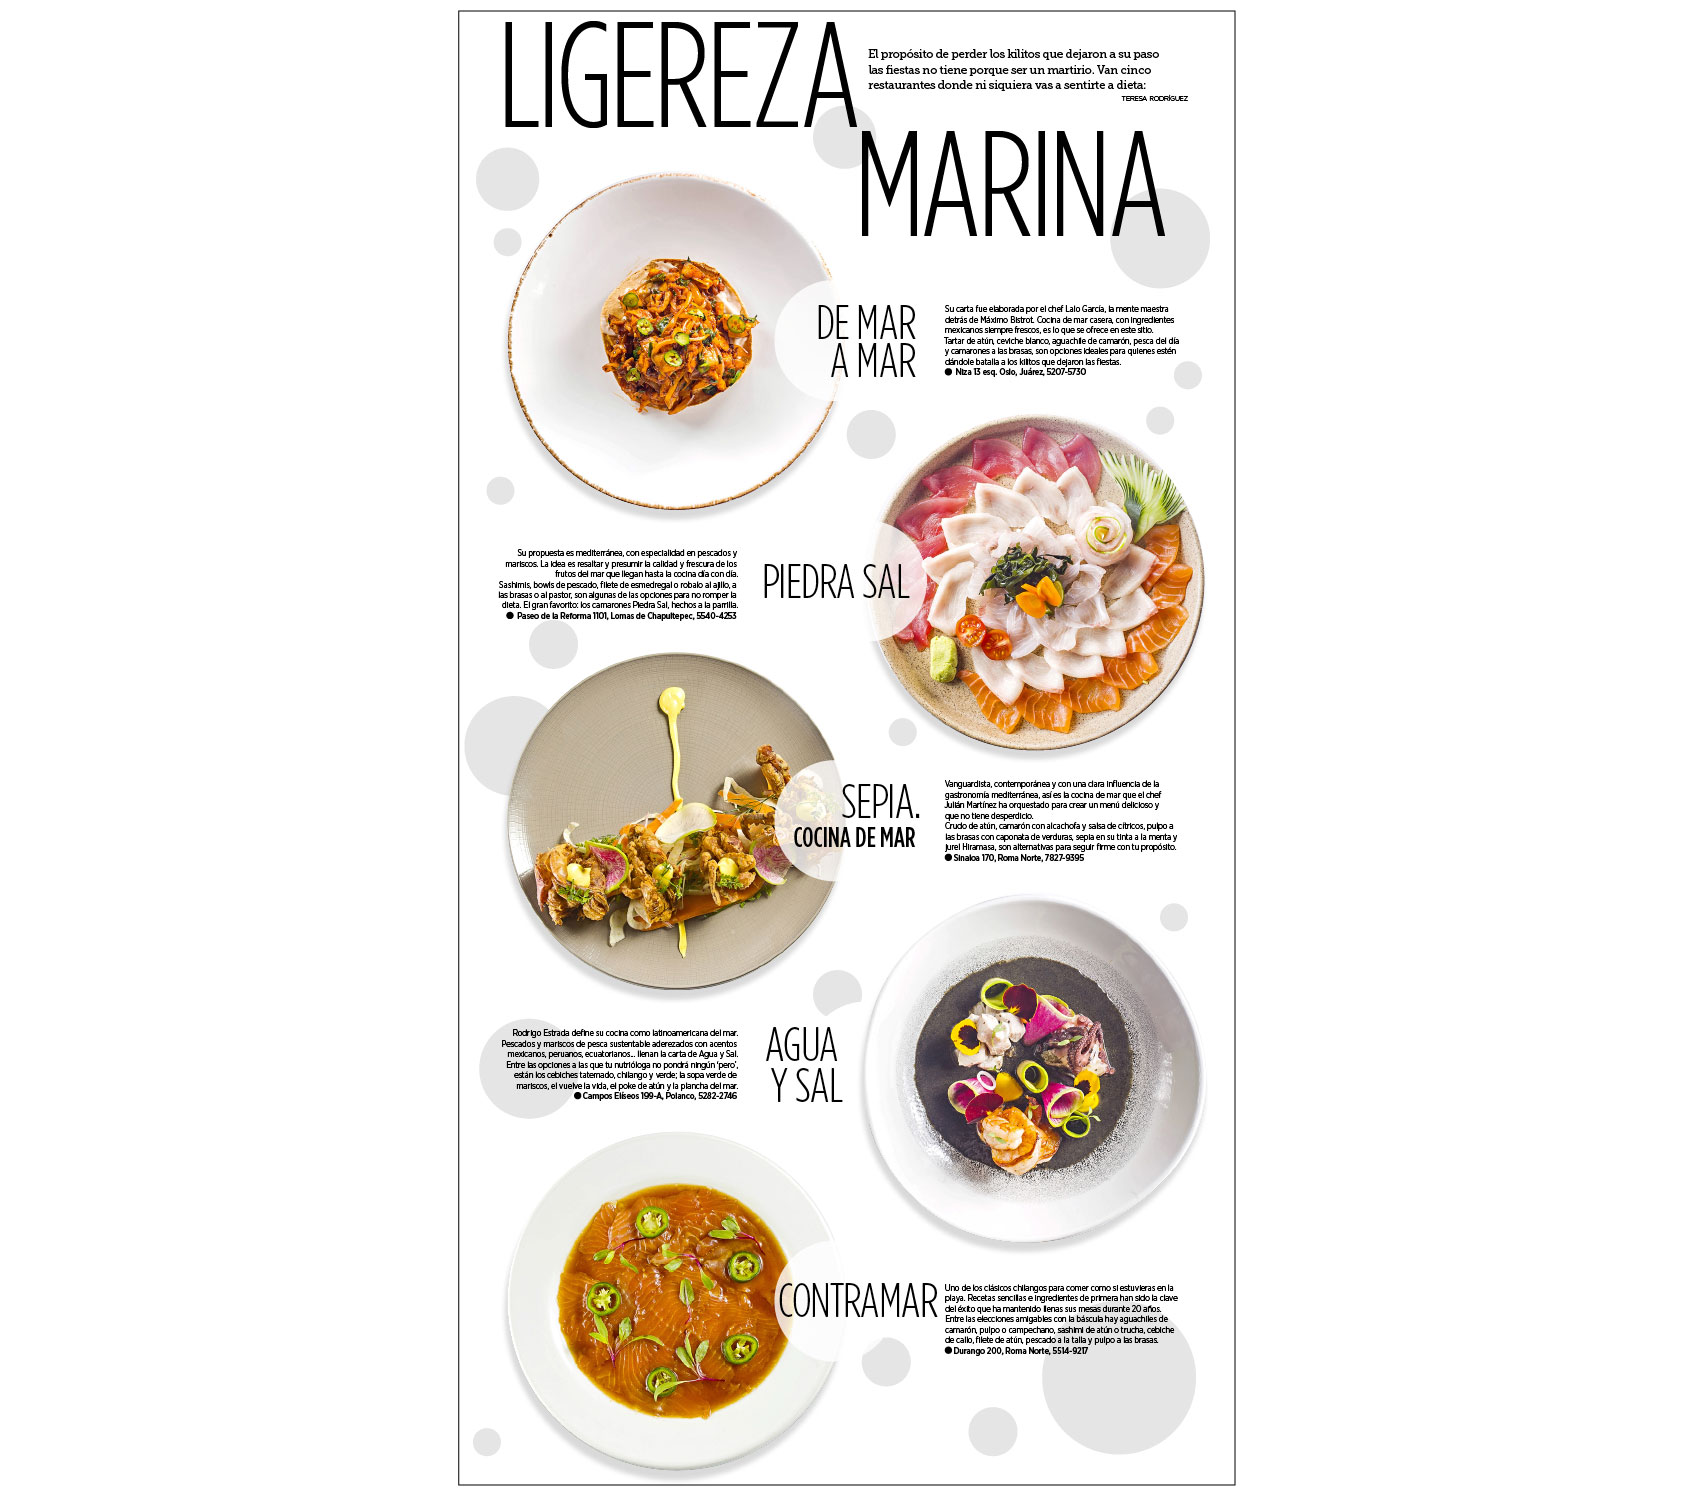 LIGEREZA
El propósito de perder los kilitos que dejaron a su paso
las fiestas no tiene porque ser un martirio. Van cinco
restaurantes donde ni siquiera vas a sentirte a dieta:
TERESA RODRÍGUEZ
MARINA
DE MAR
A MAR
Su carta fue elaborada por el chef Lalo García, la mente maestra
detrás de Máximo Bistrot. Cocina de mar casera, con ingredientes
mexicanos siempre frescos, es lo que se ofrece en este sitio.
Tartar de atún, ceviche blanco, aguachile de camarón, pesca del día
y camarones a las brasas, son opciones ideales para quienes estén
dándole batalla a los kilitos que dejaron las fiestas.
● Niza 13 esq. Oslo, Juárez, 5207-5730
Su propuesta es mediterránea, con especialidad en pescados y
mariscos. La idea es resaltar y presumir la calidad y frescura de los
frutos del mar que llegan hasta la cocina día con día.
Sashimis, bowls de pescado, filete de esmedregal o robalo al ajillo, a
las brasas o al pastor, son algunas de las opciones para no romper la
dieta. El gran favorito: los camarones Piedra Sal, hechos a la parrilla.
● Paseo de la Reforma 1101, Lomas de Chapultepec, 5540-4253
PIEDRA SAL
SEPIA.
COCINA DE MAR
Vanguardista, contemporánea y con una clara influencia de la
gastronomía mediterránea, así es la cocina de mar que el chef
Julián Martínez ha orquestado para crear un menú delicioso y
que no tiene desperdicio.
Crudo de atún, camarón con alcachofa y salsa de cítricos, pulpo a
las brasas con caponata de verduras, sepia en su tinta a la menta y
jurel Hiramasa, son alternativas para seguir firme con tu propósito.
● Sinaloa 170, Roma Norte, 7827-9395
Rodrigo Estrada define su cocina como latinoamericana del mar.
Pescados y mariscos de pesca sustentable aderezados con acentos
mexicanos, peruanos, ecuatorianos... llenan la carta de Agua y Sal.
Entre las opciones a las que tu nutrióloga no pondrá ningún 'pero',
están los cebiches tatemado, chilango y verde; la sopa verde de
mariscos, el vuelve la vida, el poke de atún y la plancha del mar.
● Campos Elíseos 199-A, Polanco, 5282-2746
AGUA
Y SAL
CONTRAMAR
Uno de los clásicos chilangos para comer como si estuvieras en la
playa. Recetas sencillas e ingredientes de primera han sido la clave
del éxito que ha mantenido llenas sus mesas durante 20 años.
Entre las elecciones amigables con la báscula hay aguachiles de
camarón, pulpo o campechano, sashimi de atún o trucha, cebiche
de callo, filete de atún, pescado a la talla y pulpo a las brasas.
● Durango 200, Roma Norte, 5514-9217